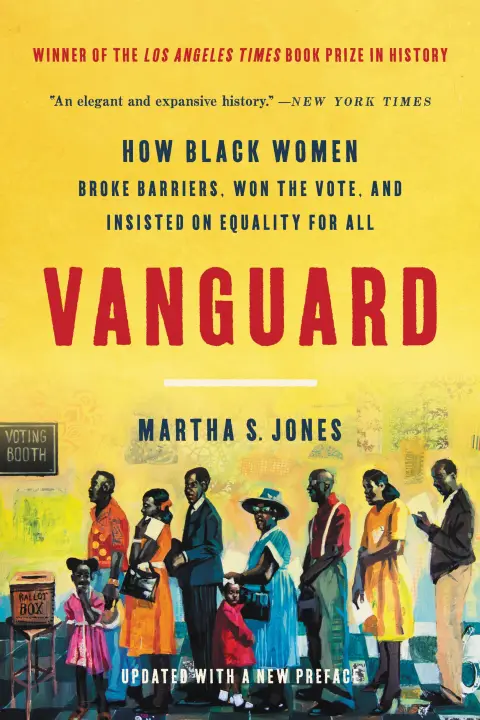 WINNER OF THE LOS ANGELES TIMES BOOK PRIZE IN HISTORY
"An elegant and expansive history." —NEW YORK TIMES
HOW BLACK WOMEN
BROKE BARRIERS, WON THE VOTE, AND
INSISTED ON EQUALITY FOR ALL
VANGUARD
MARTHA S. JONES
VOTING
BOOTH
BALLOT
BOX
UPDATED WITH A NEW PREFACE